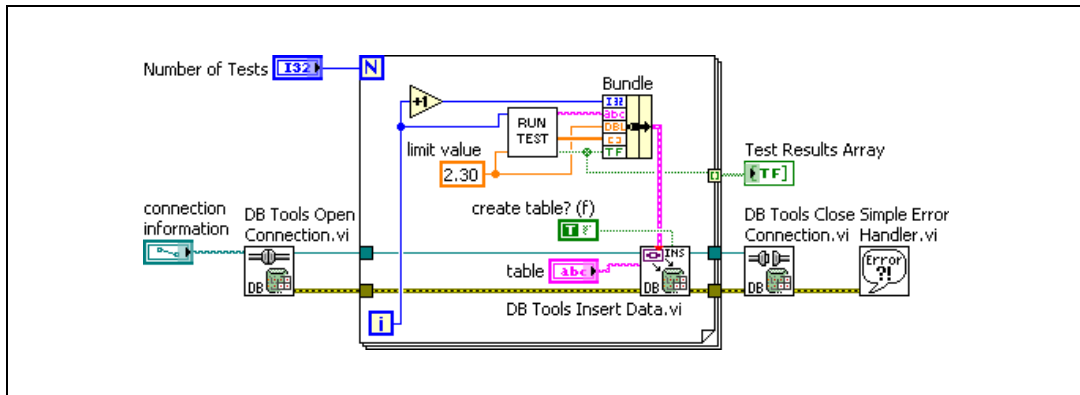 Number of Tests I32 N
Bundle
+1
I32
abc
DBL
TF
RUN
TEST
limit value
2.30
Test Results Array
TF
connection
information
DB Tools Open
Connection.vi
DB
create table? (f)
T
table abc
INS
DB
DB Tools Insert Data.vi
i
DB Tools Close
Connection.vi
DB
Simple Error
Handler.vi
Error
?!